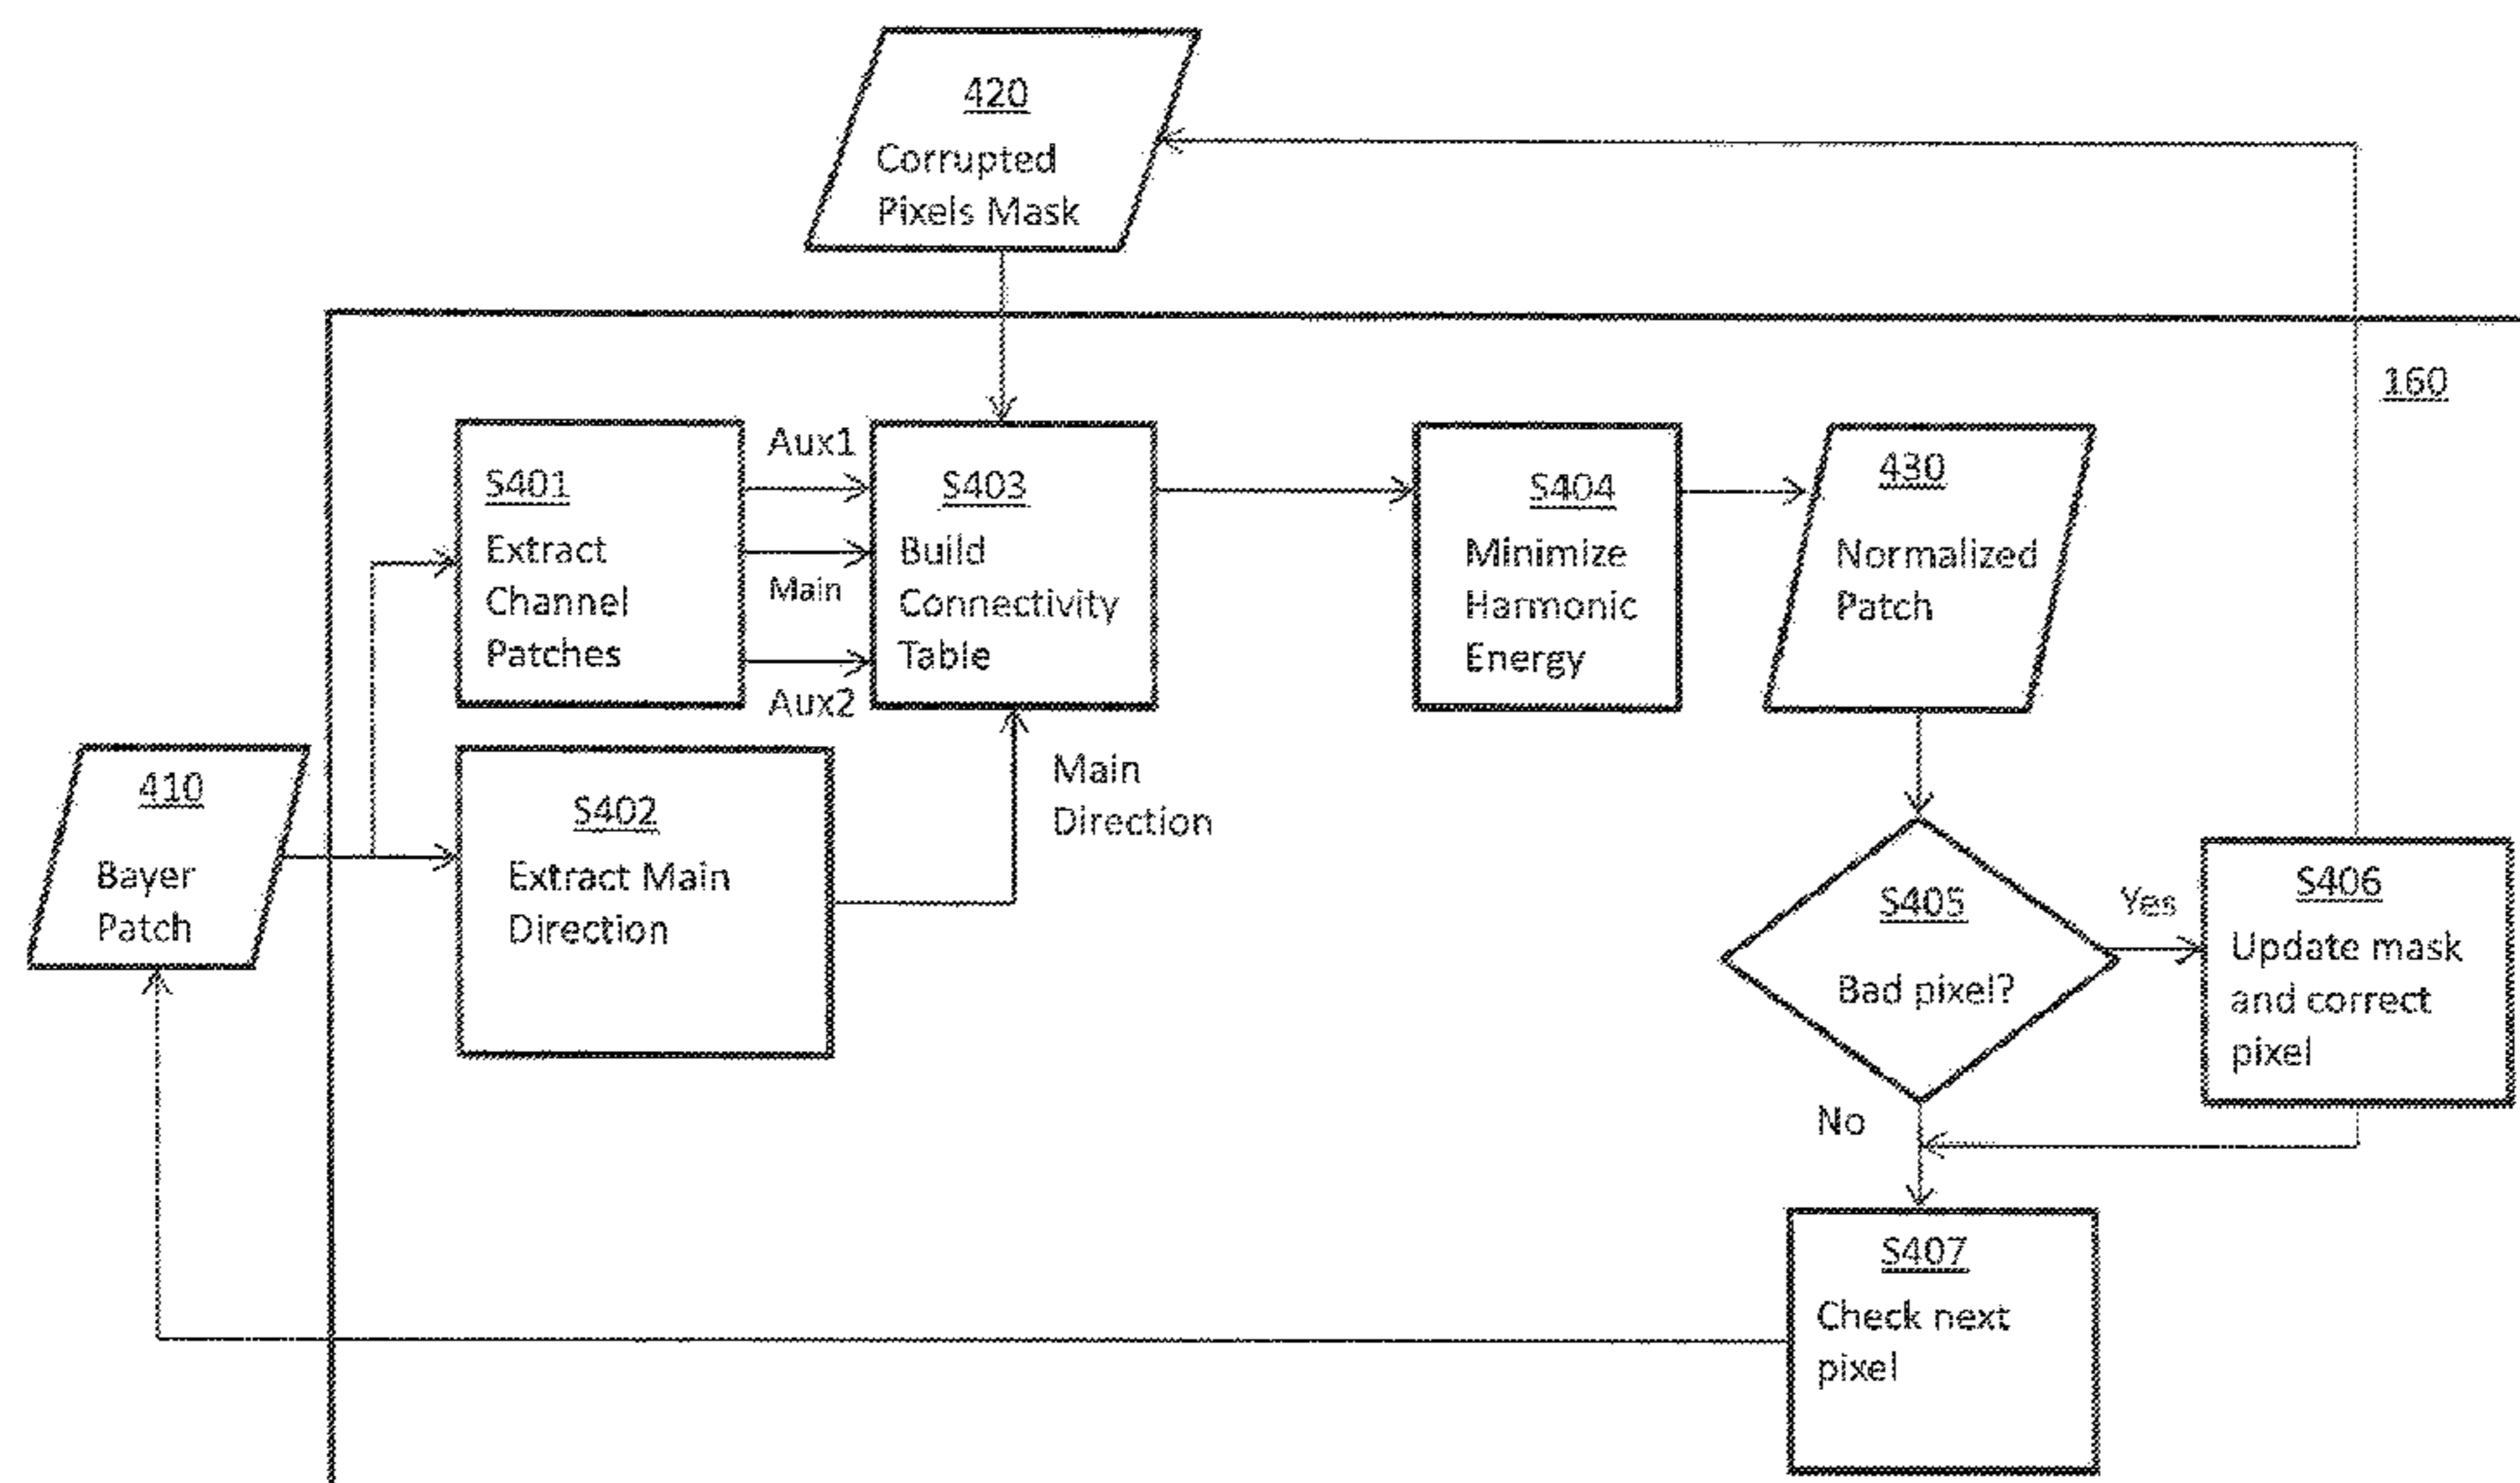 420
Corrupted
Pixels Mask
160
S401
Extract
Channel
Patches
Aux1
Main
Aux2
S403
Build
Connectivity
Table
S404
Minimize
Harmonic
Energy
430
Normalized
Patch
410
Bayer
Patch
S402
Extract Main
Direction
Main
Direction
S405
Bad pixel?
Yes
No
S406
Update mask
and correct
pixel
S407
Check next
pixel